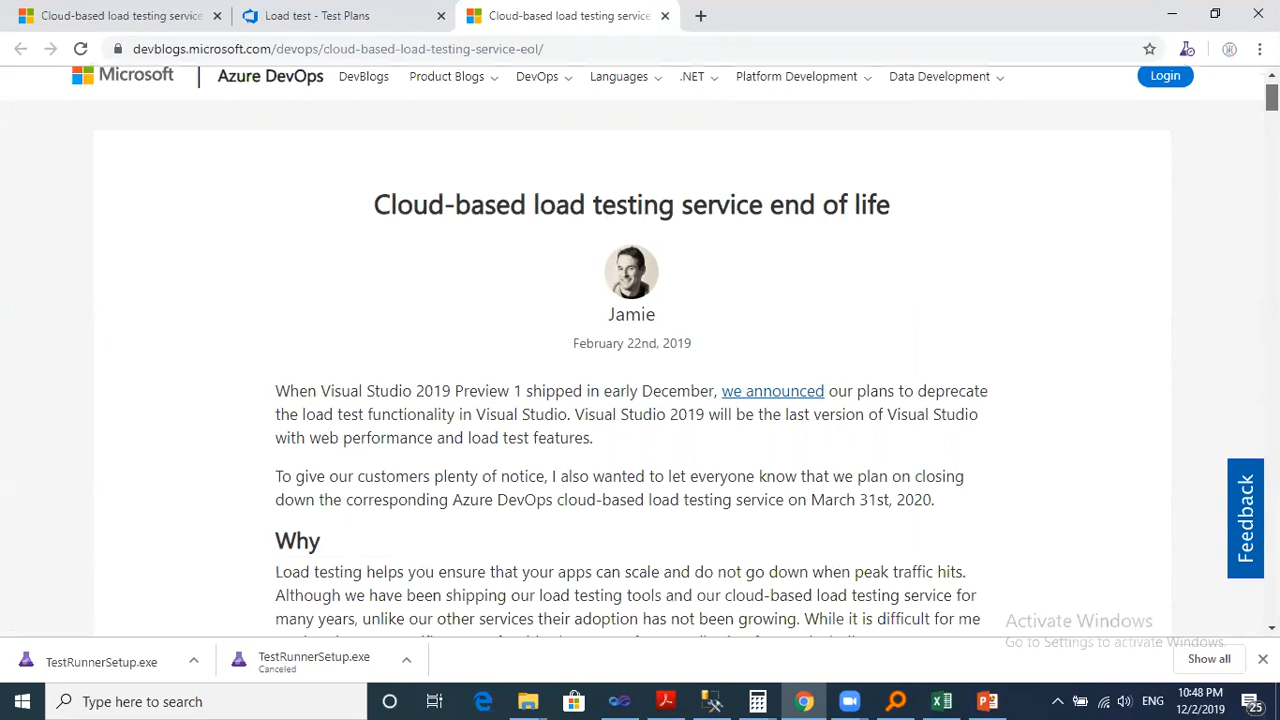 Cloud-based load testing service
Load test - Test Plans
Cloud-based load testing service
devblogs.microsoft.com/devops/cloud-based-load-testing-service-eol/
Microsoft
Azure DevOps
DevBlogs
Product Blogs
DevOps
Languages
.NET
Platform Development
Data Development
Login
Cloud-based load testing service end of life
Jamie
February 22nd, 2019
When Visual Studio 2019 Preview 1 shipped in early December, we announced our plans to deprecate
the load test functionality in Visual Studio. Visual Studio 2019 will be the last version of Visual Studio
with web performance and load test features.
To give our customers plenty of notice, I also wanted to let everyone know that we plan on closing
down the corresponding Azure DevOps cloud-based load testing service on March 31st, 2020.
Why
Load testing helps you ensure that your apps can scale and do not go down when peak traffic hits.
Although we have been shipping our load testing tools and our cloud-based load testing service for
many years, unlike our other services their adoption has not been growing. While it is difficult for me
Feedback
Activate Windows
Go to Settings to activate Windows.
TestRunnerSetup.exe
TestRunnerSetup.exe
Canceled
Show all
Type here to search
ENG
10:48 PM
12/2/2019
25